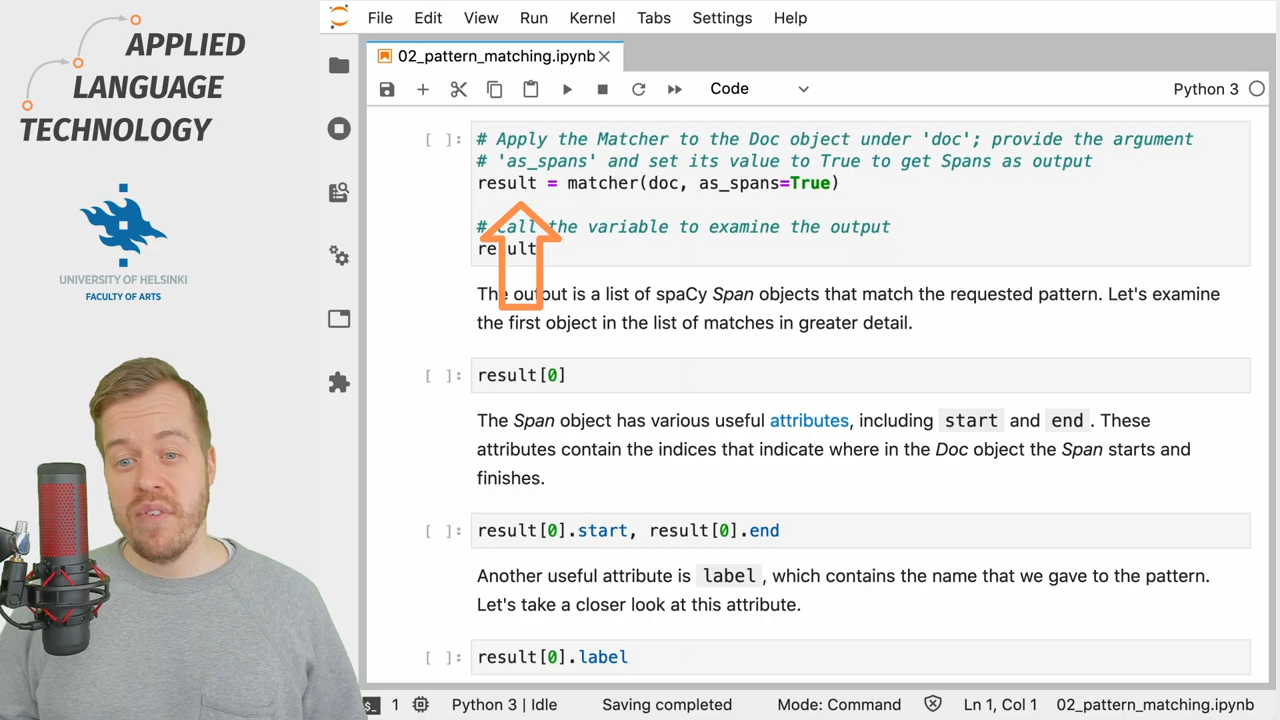 APPLIED
LANGUAGE
TECHNOLOGY
UNIVERSITY OF HELSINKI
FACULTY OF ARTS
File Edit View Run Kernel Tabs Settings Help
02_pattern_matching.ipynb
Code
Python 3
[ ]:
# Apply the Matcher to the Doc object under 'doc'; provide the argument
# 'as_spans' and set its value to True to get Spans as output
result = matcher(doc, as_spans=True)
# Call the variable to examine the output
result
The output is a list of spaCy Span objects that match the requested pattern. Let's examine
the first object in the list of matches in greater detail.
[ ]: result[0]
The Span object has various useful attributes, including start and end. These
attributes contain the indices that indicate where in the Doc object the Span starts and
finishes.
[ ]: result[0].start, result[0].end
Another useful attribute is label, which contains the name that we gave to the pattern.
Let's take a closer look at this attribute.
[ ]: result[0].label
1 Python 3 | Idle Saving completed Mode: Command Ln 1, Col 1 02_pattern_matching.ipynb